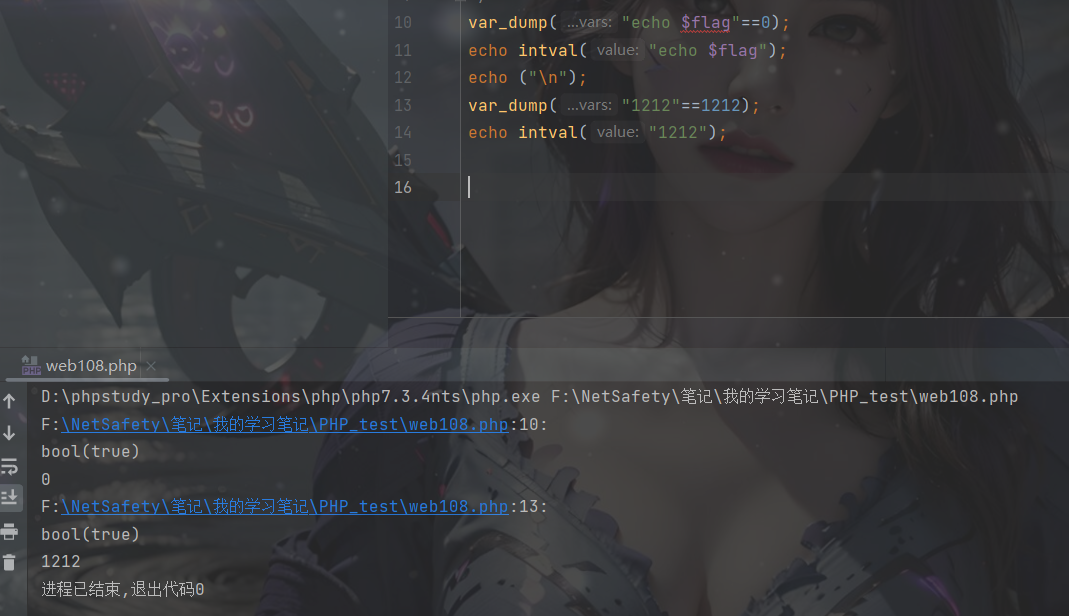 10 var_dump( ...vars: "echo $flag"==0);
11 echo intval( value: "echo $flag");
12 echo ("\n");
13 var_dump( ...vars: "1212"==1212);
14 echo intval( value: "1212");
15
16
web108.php ×
D:\phpstudy_pro\Extensions\php\php7.3.4nts\php.exe F:\NetSafety\笔记\我的学习笔记\PHP_test\web108.php
F:\NetSafety\笔记\我的学习笔记\PHP_test\web108.php:10:
bool(true)
0
F:\NetSafety\笔记\我的学习笔记\PHP_test\web108.php:13:
bool(true)
1212
进程已结束,退出代码0